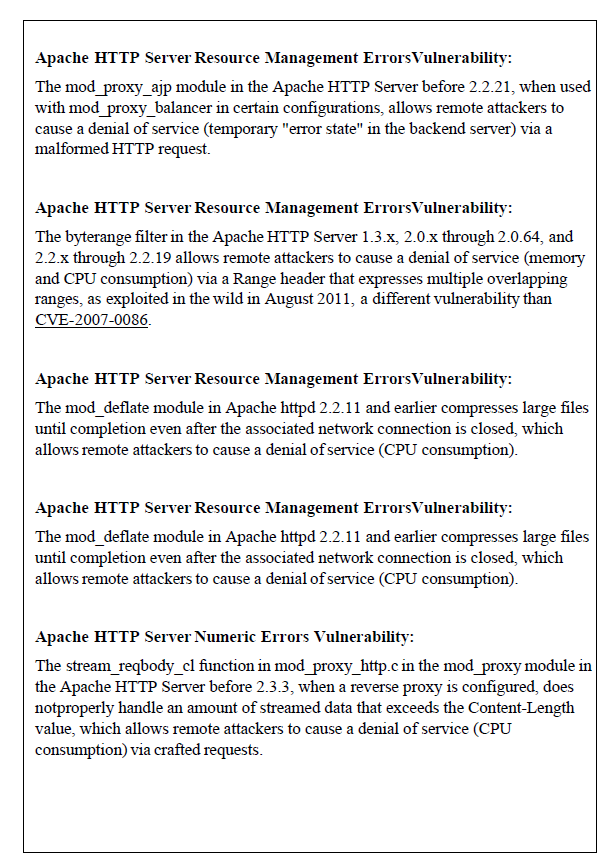 Apache HTTP Server Resource Management ErrorsVulnerability:
The mod_proxy_ajp module in the Apache HTTP Server before 2.2.21, when used
with mod_proxy_balancer in certain configurations, allows remote attackers to
cause a denial of service (temporary "error state" in the backend server) via a
malformed HTTP request.
Apache HTTP Server Resource Management ErrorsVulnerability:
The byterange filter in the Apache HTTP Server 1.3.x, 2.0.x through 2.0.64, and
2.2.x through 2.2.19 allows remote attackers to cause a denial of service (memory
and CPU consumption) via a Range header that expresses multiple overlapping
ranges, as exploited in the wild in August 2011, a different vulnerability than
CVE-2007-0086.
Apache HTTP Server Resource Management ErrorsVulnerability:
The mod_deflate module in Apache httpd 2.2.11 and earlier compresses large files
until completion even after the associated network connection is closed, which
allows remote attackers to cause a denial of service (CPU consumption).
Apache HTTP Server Resource Management ErrorsVulnerability:
The mod_deflate module in Apache httpd 2.2.11 and earlier compresses large files
until completion even after the associated network connection is closed, which
allows remote attackers to cause a denial of service (CPU consumption).
Apache HTTP Server Numeric Errors Vulnerability:
The stream_reqbody_cl function in mod_proxy_http.c in the mod_proxy module in
the Apache HTTP Server before 2.3.3, when a reverse proxy is configured, does
notproperly handle an amount of streamed data that exceeds the Content-Length
value, which allows remote attackers to cause a denial of service (CPU
consumption) via crafted requests.